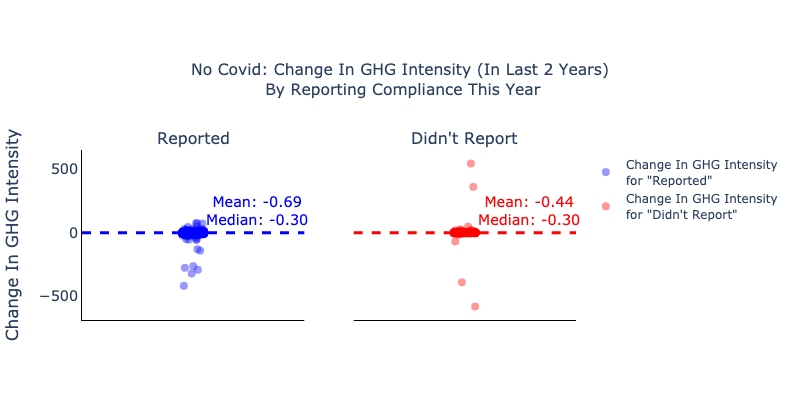 No Covid: Change In GHG Intensity (In Last 2 Years)
By Reporting Compliance This Year
Reported
Didn't Report
Change In GHG Intensity
500
0
−500
Mean: -0.69
Median: -0.30
Mean: -0.44
Median: -0.30
Change In GHG Intensity
for "Reported"
Change In GHG Intensity
for "Didn't Report"